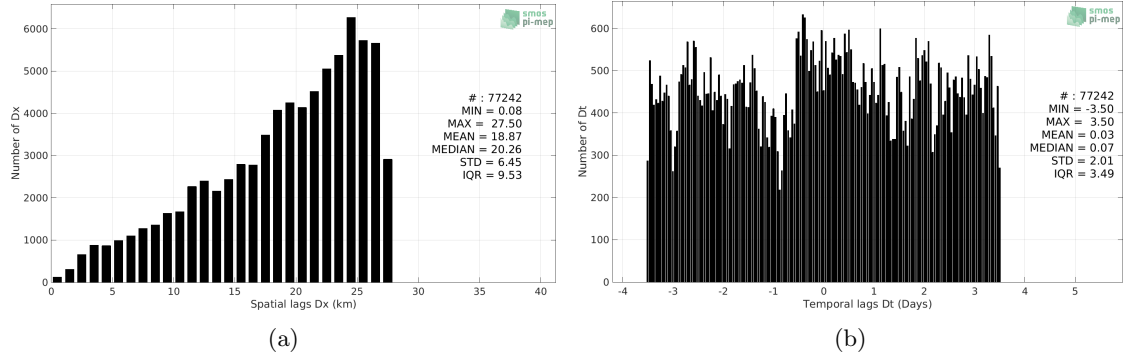 smos
pi-mep
Number of Dx
6000
5000
4000
3000
2000
1000
0
# : 77242
MIN = 0.08
MAX = 27.50
MEAN = 18.87
MEDIAN = 20.26
STD = 6.45
IQR = 9.53
0 5 10 15 20 25 30 35 40
Spatial lags Dx (km)
(a)
smos
pi-mep
Number of Dt
600
500
400
300
200
100
0
# : 77242
MIN = -3.50
MAX = 3.50
MEAN = 0.03
MEDIAN = 0.07
STD = 2.01
IQR = 3.49
-4 -3 -2 -1 0 1 2 3 4 5
Temporal lags Dt (Days)
(b)